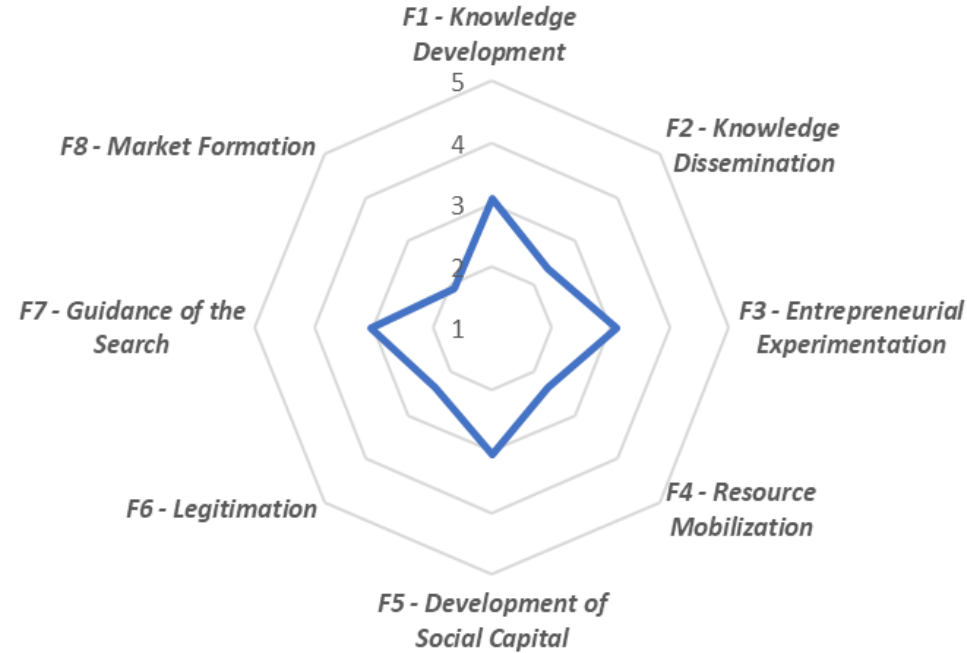 F1 - Knowledge
Development
5
F2 - Knowledge
Dissemination
F8 - Market Formation
4
3
2
F7 - Guidance of the
Search
1
F3 - Entrepreneurial
Experimentation
F6 - Legitimation
F4 - Resource
Mobilization
F5 - Development of
Social Capital